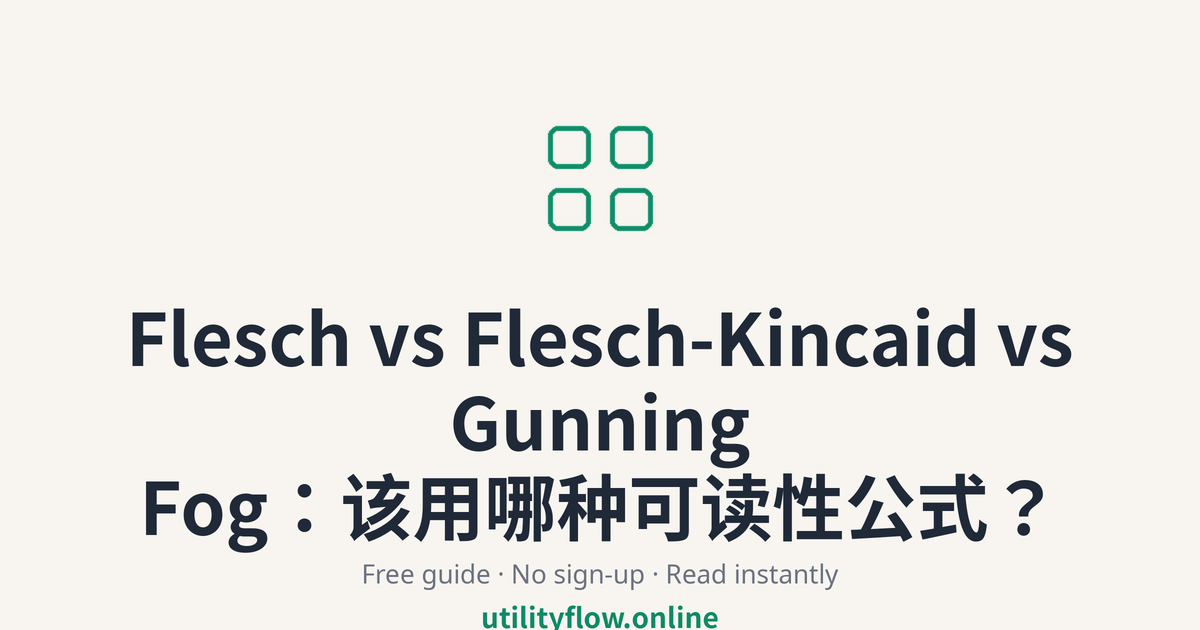 Flesch vs Flesch-Kincaid vs
Gunning
Fog：该用哪种可读性公式？
Free guide · No sign-up · Read instantly
utilityflow.online